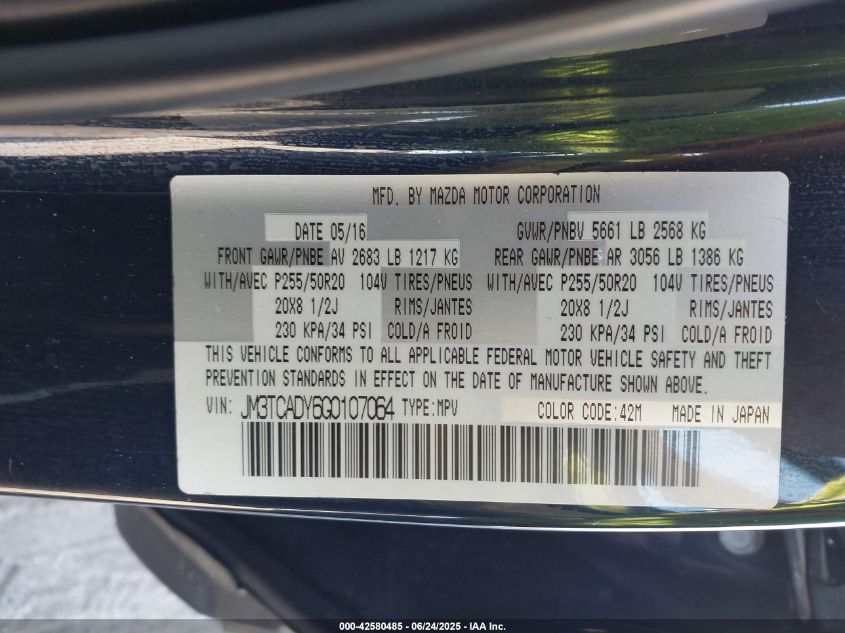 MFD. BY MAZDA MOTOR CORPORATION
DATE 05/16 GVWR/PNBV 5661 LB 2568 KG
FRONT GAWR/PNBE AV 2683 LB 1217 KG REAR GAWR/PNBE AR 3056 LB 1386 KG
WITH/AVEC P255/50R20 104V TIRES/PNEUS WITH/AVEC P255/50R20 104V TIRES/PNEUS
20X8 1/2J RIMS/JANTES 20X8 1/2J RIMS/JANTES
230 KPA/34 PSI COLD/A FROID 230 KPA/34 PSI COLD/A FROID
THIS VEHICLE CONFORMS TO ALL APPLICABLE FEDERAL MOTOR VEHICLE SAFETY AND THEFT
PREVENTION STANDARDS IN EFFECT ON THE DATE OF MANUFACTURE SHOWN ABOVE.
VIN: JM3TCADY6G0107064 TYPE:MPV COLOR CODE:42M MADE IN JAPAN
000-42580485 - 06/24/2025 - IAA Inc.